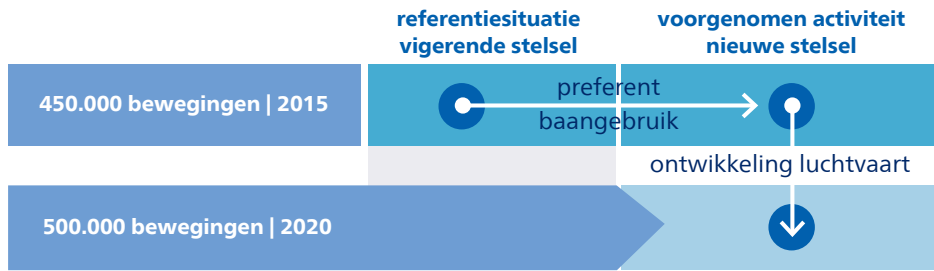 referentiesituatie
vigerende stelsel
voorgenomen activiteit
nieuwe stelsel
450.000 bewegingen | 2015
preferent
baangebruik
ontwikkeling luchtvaart
500.000 bewegingen | 2020